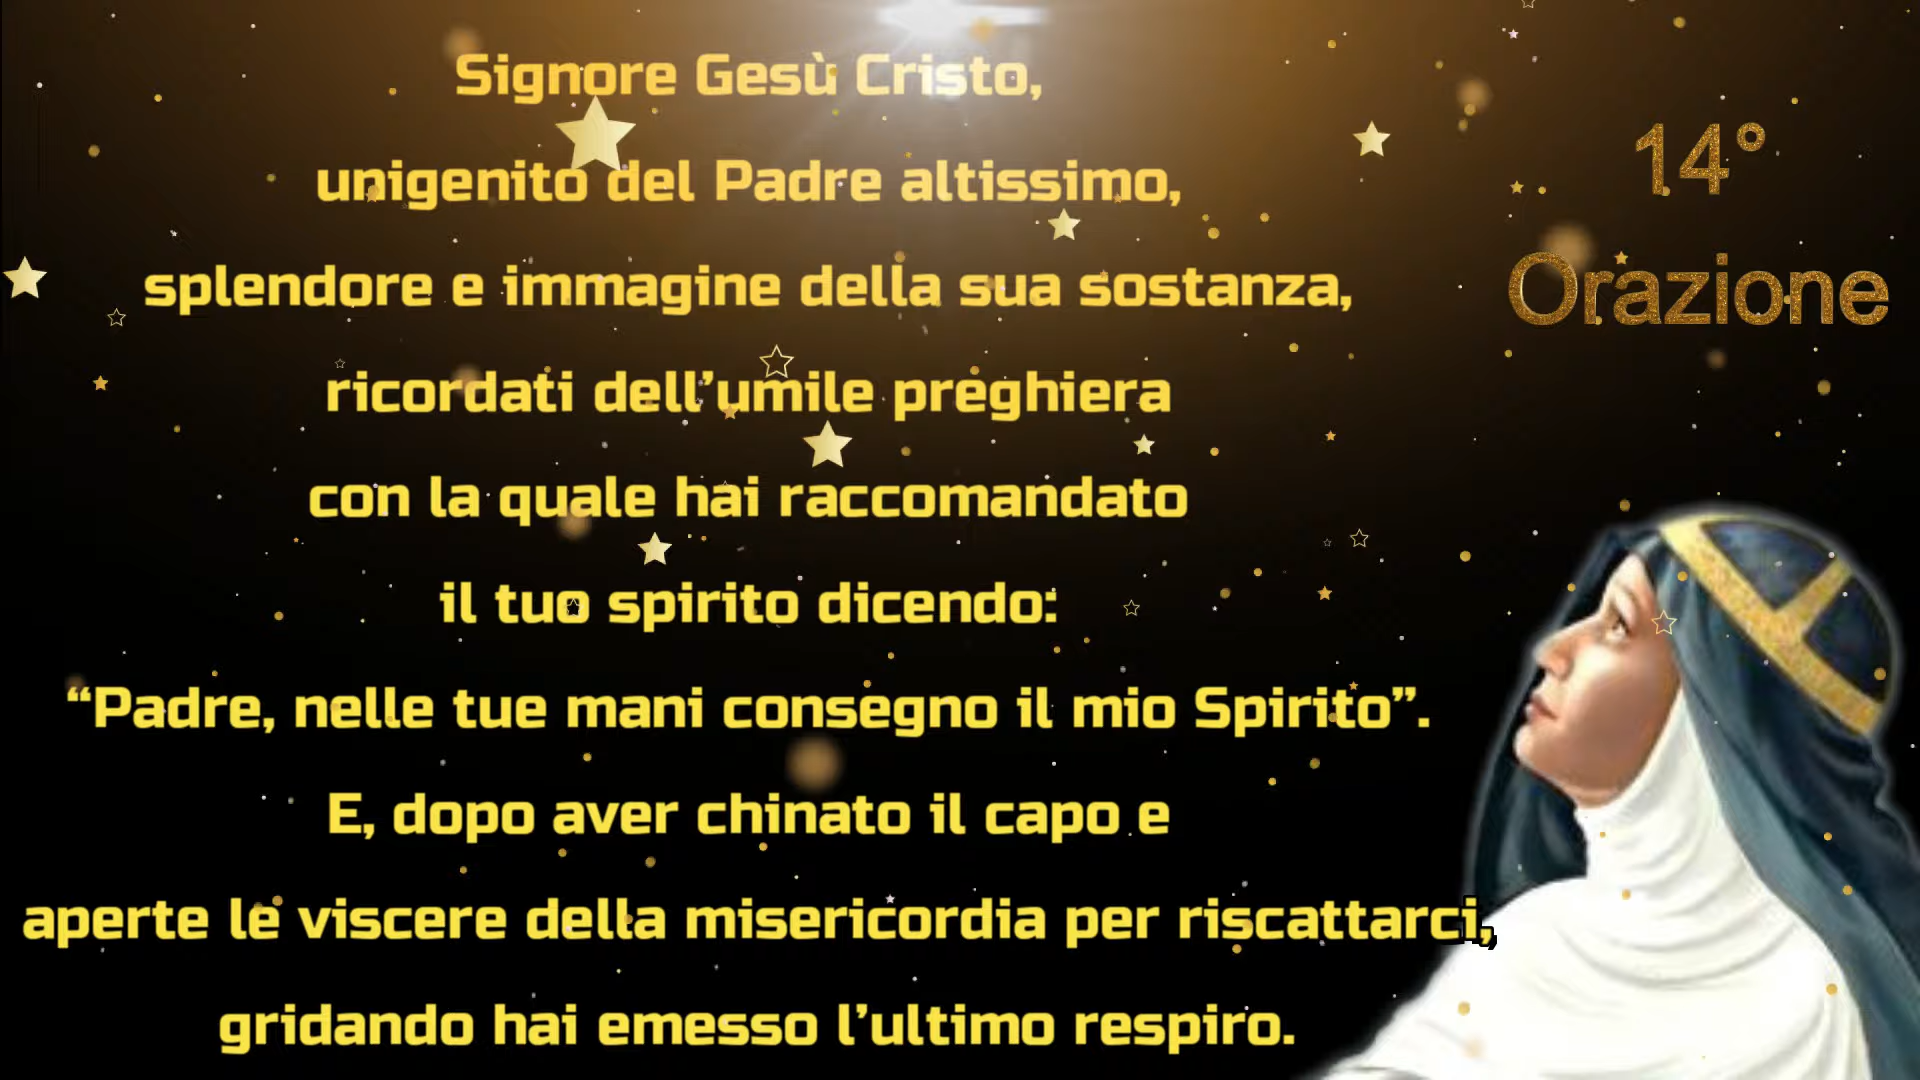 Signore Gesù Cristo,
unigenito del Padre altissimo,
splendore e immagine della sua sostanza,
ricordati dell’umile preghiera
con la quale hai raccomandato
il tuo spirito dicendo:
“Padre, nelle tue mani consegno il mio Spirito”.
E, dopo aver chinato il capo e
aperte le viscere della misericordia per riscattarci,
gridando hai emesso l’ultimo respiro.
14°
Orazione